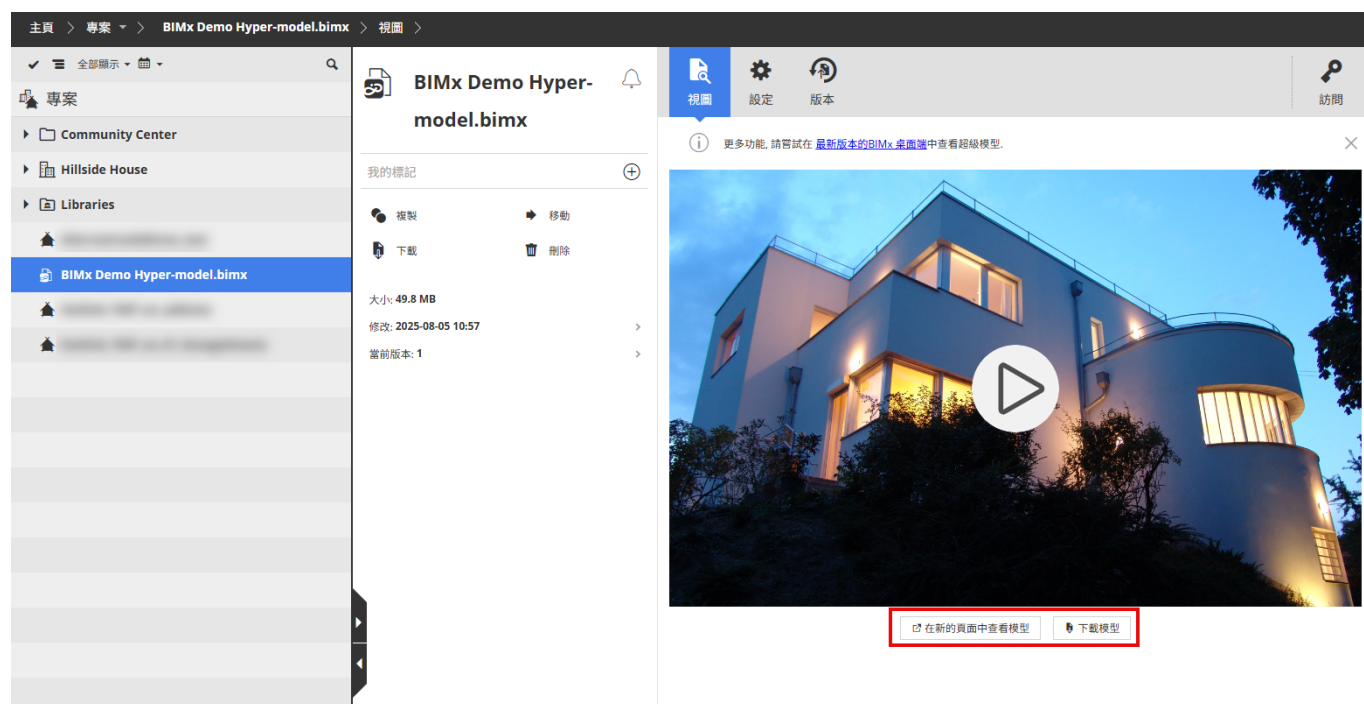 主頁 專案 BIMx Demo Hyper-model.bimx 視圖
全部顯示
專案
Community Center
Hillside House
Libraries
BIMx Demo Hyper-model.bimx
BIMx Demo Hyper-
model.bimx
我的標記
複製 移動
下載 刪除
大小: 49.8 MB
修改: 2025-08-05 10:57
當前版本: 1
視圖 設定 版本 訪問
更多功能, 請嘗試在 最新版本的BIMx 桌面端中查看超級模型.
在新的頁面中查看模型 下載模型